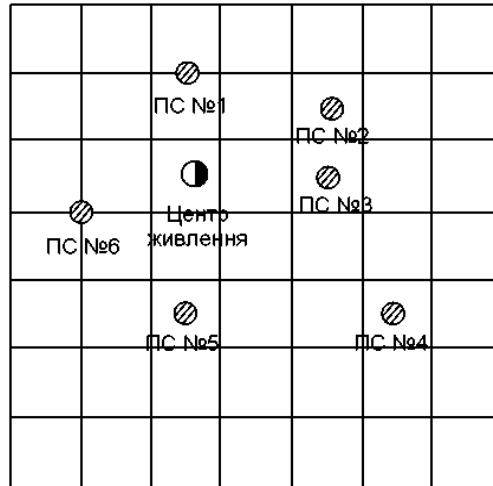 ПС №1
ПС №2
ПС №3
Центр
живлення
ПС №6
ПС №5
ПС №4